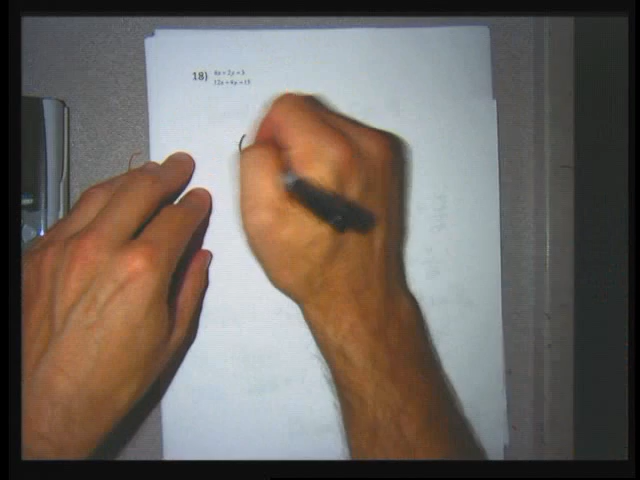 18) 6x + 2y = 3
12x + 4y = 15